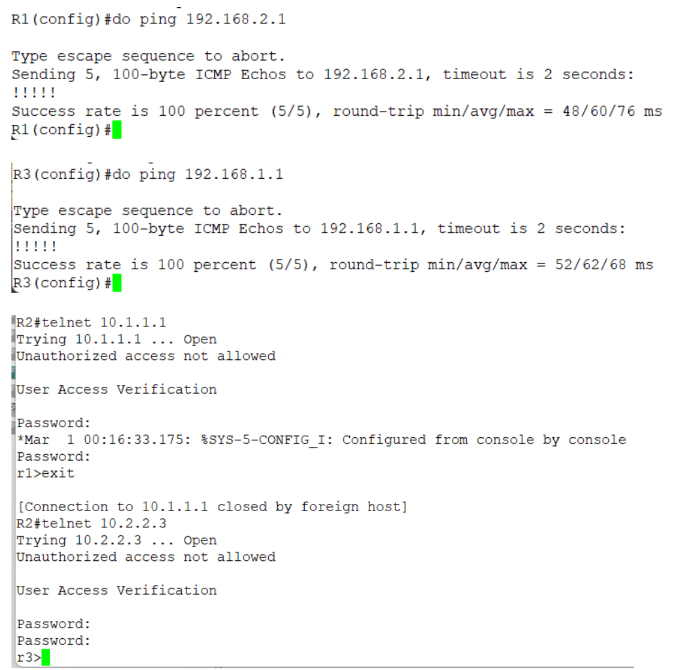 R1(config)#do ping 192.168.2.1
Type escape sequence to abort.
Sending 5, 100-byte ICMP Echos to 192.168.2.1, timeout is 2 seconds:
!!!!!
Success rate is 100 percent (5/5), round-trip min/avg/max = 48/60/76 ms
R1(config)#
R3(config)#do ping 192.168.1.1
Type escape sequence to abort.
Sending 5, 100-byte ICMP Echos to 192.168.1.1, timeout is 2 seconds:
!!!!!
Success rate is 100 percent (5/5), round-trip min/avg/max = 52/62/68 ms
R3(config)#
R2#telnet 10.1.1.1
Trying 10.1.1.1 ... Open
Unauthorized access not allowed
User Access Verification
Password:
*Mar  1 00:16:33.175: %SYS-5-CONFIG_I: Configured from console by console
Password:
r1>exit
[Connection to 10.1.1.1 closed by foreign host]
R2#telnet 10.2.2.3
Trying 10.2.2.3 ... Open
Unauthorized access not allowed
User Access Verification
Password:
Password:
r3>